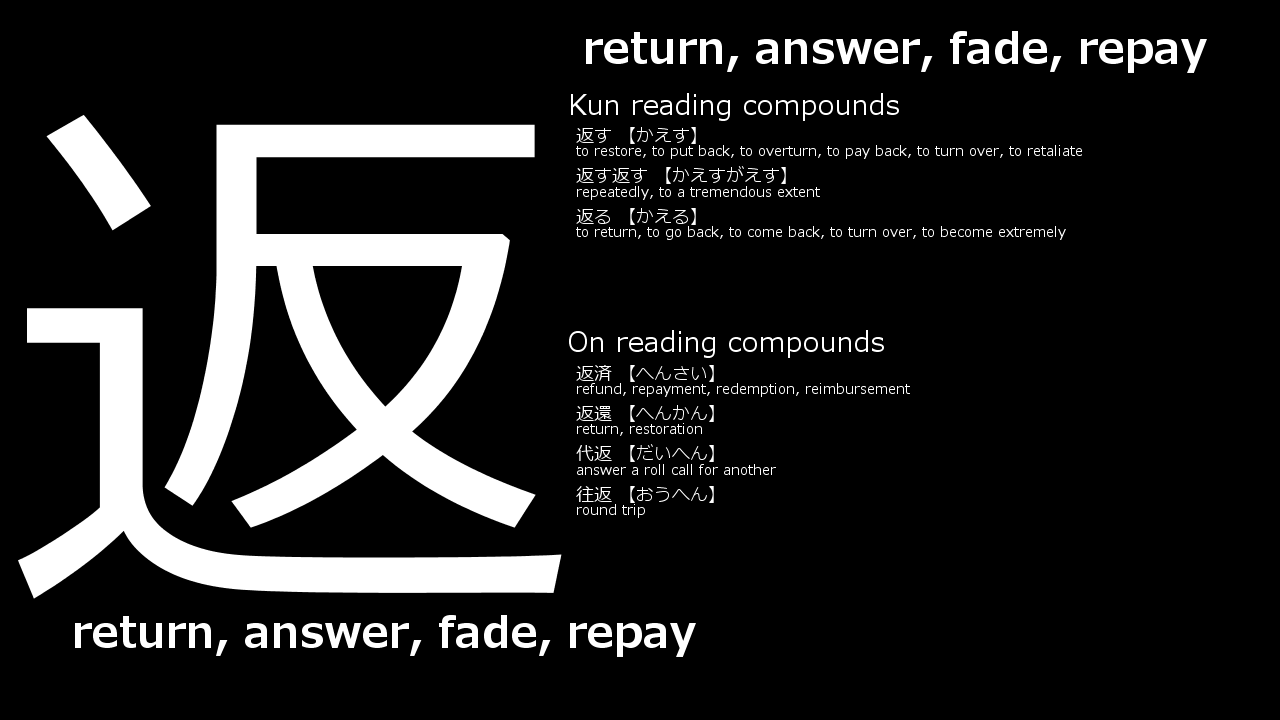 return, answer, fade, repay
返
Kun reading compounds
返す 【かえす】
to restore, to put back, to overturn, to pay back, to turn over, to retaliate
返す返す 【かえすがえす】
repeatedly, to a tremendous extent
返る 【かえる】
to return, to go back, to come back, to turn over, to become extremely
On reading compounds
返済 【へんさい】
refund, repayment, redemption, reimbursement
返還 【へんかん】
return, restoration
代返 【だいへん】
answer a roll call for another
往返 【おうへん】
round trip
return, answer, fade, repay